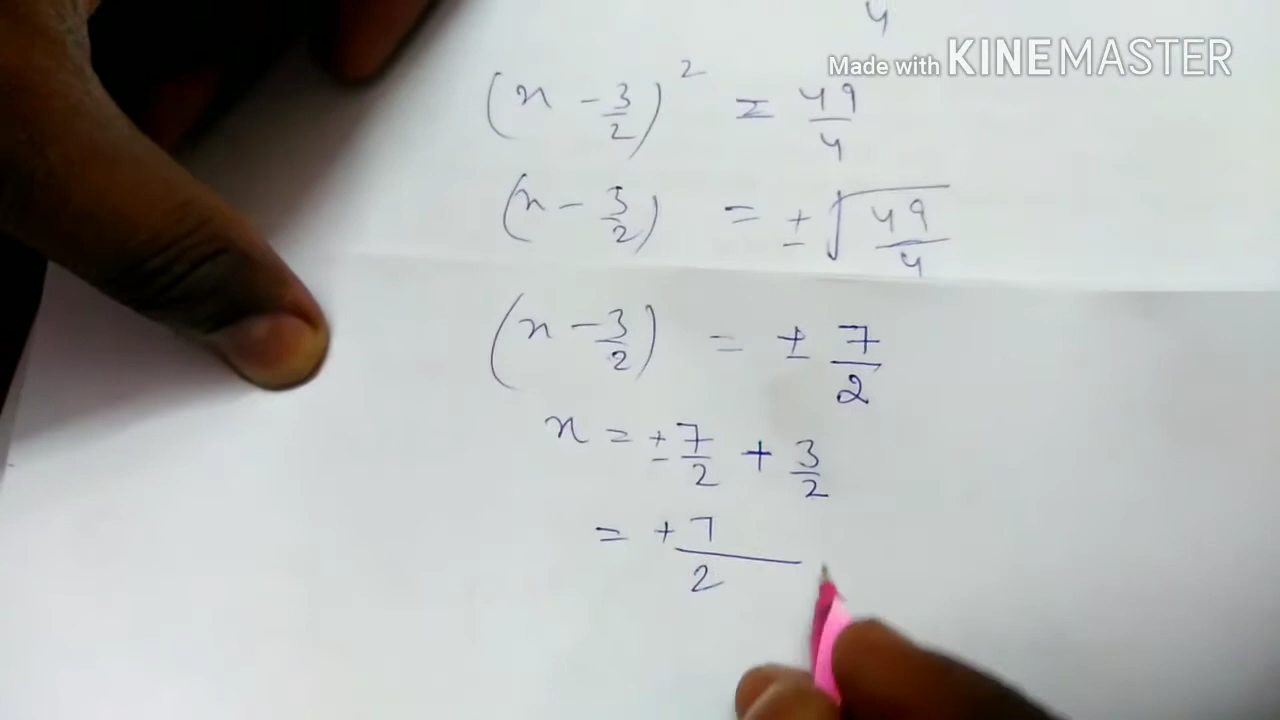 4
Made with KINEMASTER
(x - 3/2)² = 49/4
(x - 3/2) = ± √(49/4)
(x - 3/2) = ± 7/2
x = ± 7/2 + 3/2
= + 7/2